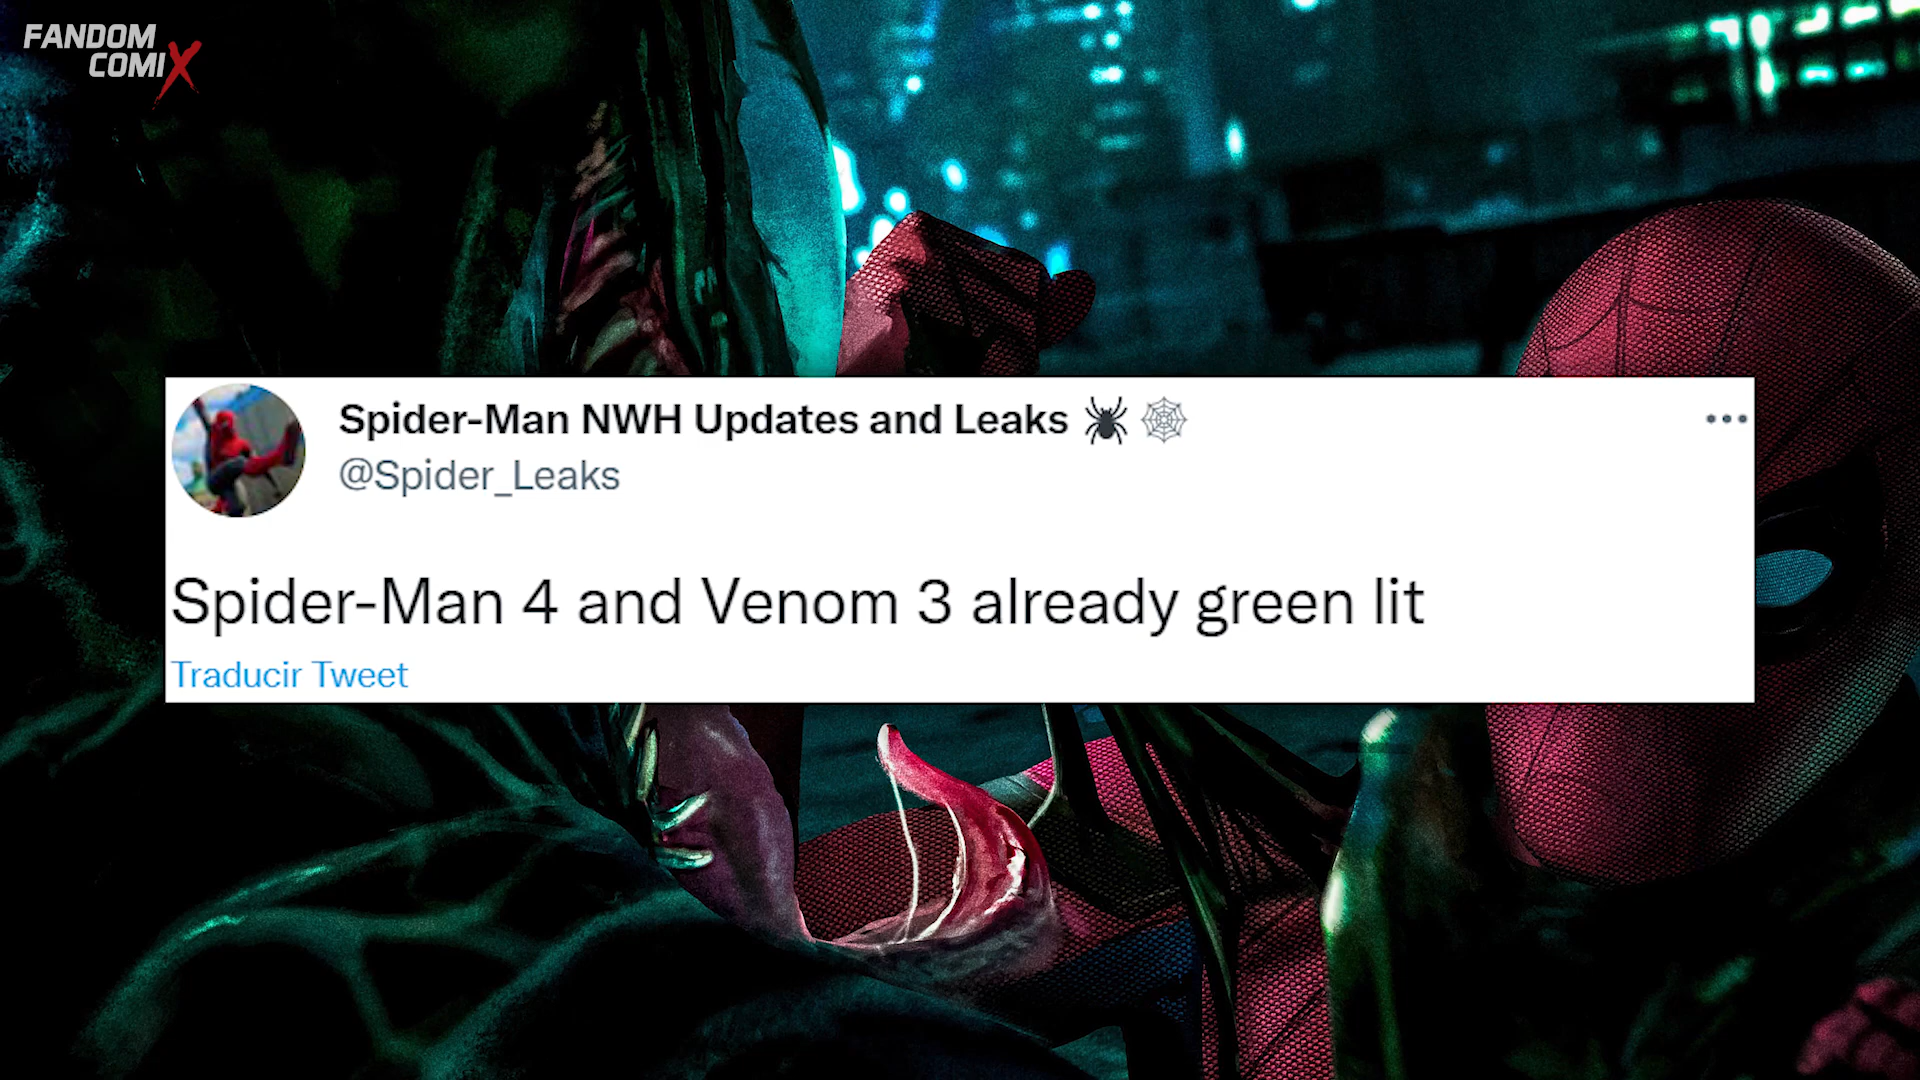 FANDOM
COMIX
Spider-Man NWH Updates and Leaks 🕷 🕸
@Spider_Leaks
Spider-Man 4 and Venom 3 already green lit
Traducir Tweet